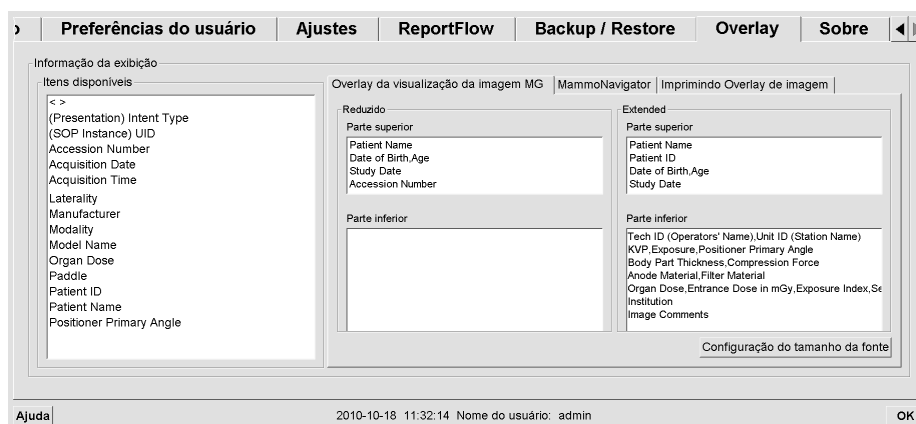 Preferências do usuário
Ajustes
ReportFlow
Backup / Restore
Overlay
Sobre
Informação da exibição
Itens disponíveis
< >
(Presentation) Intent Type
(SOP Instance) UID
Accession Number
Acquisition Date
Acquisition Time
Laterality
Manufacturer
Modality
Model Name
Organ Dose
Paddle
Patient ID
Patient Name
Positioner Primary Angle
Overlay da visualização da imagem MG
MammoNavigator
Imprimindo Overlay de imagem
Reduzido
Parte superior
Patient Name
Date of Birth,Age
Study Date
Accession Number
Parte inferior
Extended
Parte superior
Patient Name
Patient ID
Date of Birth,Age
Study Date
Parte inferior
Tech ID (Operators' Name),Unit ID (Station Name)
KVP,Exposure,Positioner Primary Angle
Body Part Thickness,Compression Force
Anode Material,Filter Material
Organ Dose,Entrance Dose in mGy,Exposure Index,Se
Institution
Image Comments
Configuração do tamanho da fonte
Ajuda
2010-10-18 11:32:14 Nome do usuário: admin
OK